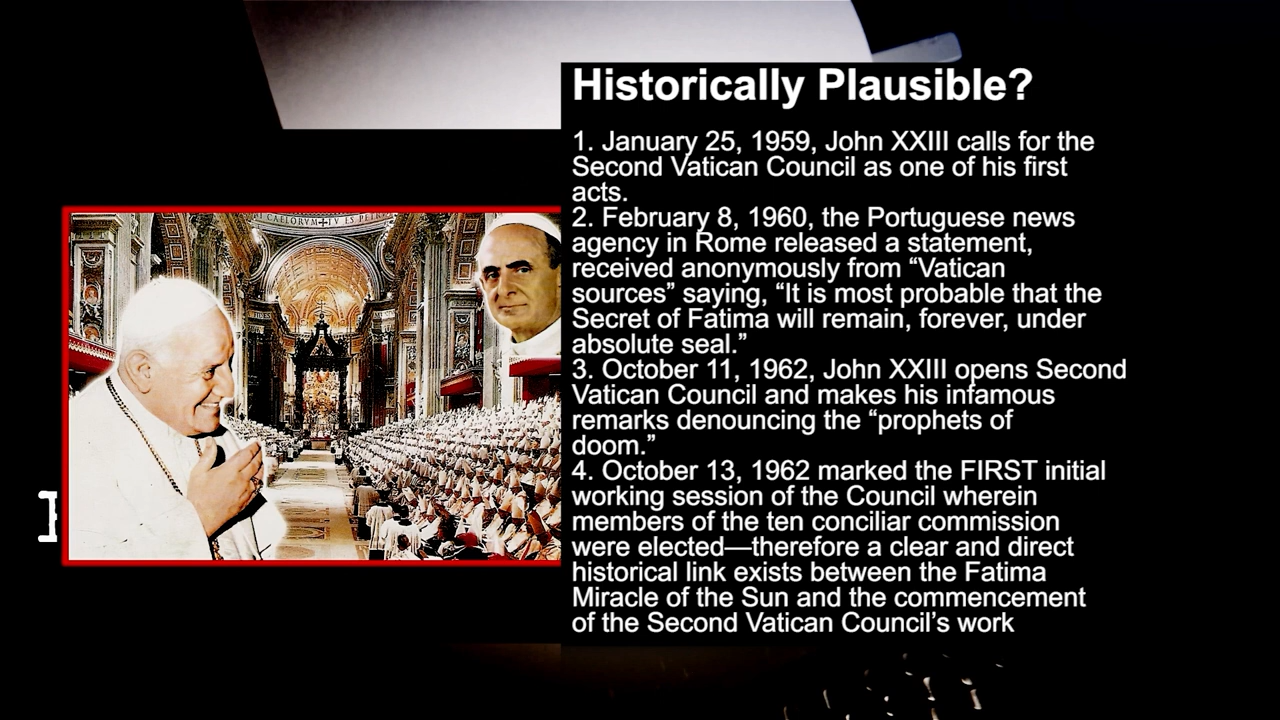 Historically Plausible?
1. January 25, 1959, John XXIII calls for the
Second Vatican Council as one of his first
acts.
2. February 8, 1960, the Portuguese news
agency in Rome released a statement,
received anonymously from “Vatican
sources” saying, “It is most probable that the
Secret of Fatima will remain, forever, under
absolute seal.”
3. October 11, 1962, John XXIII opens Second
Vatican Council and makes his infamous
remarks denouncing the “prophets of
doom.”
4. October 13, 1962 marked the FIRST initial
working session of the Council wherein
members of the ten conciliar commission
were elected—therefore a clear and direct
historical link exists between the Fatima
Miracle of the Sun and the commencement
of the Second Vatican Council’s work